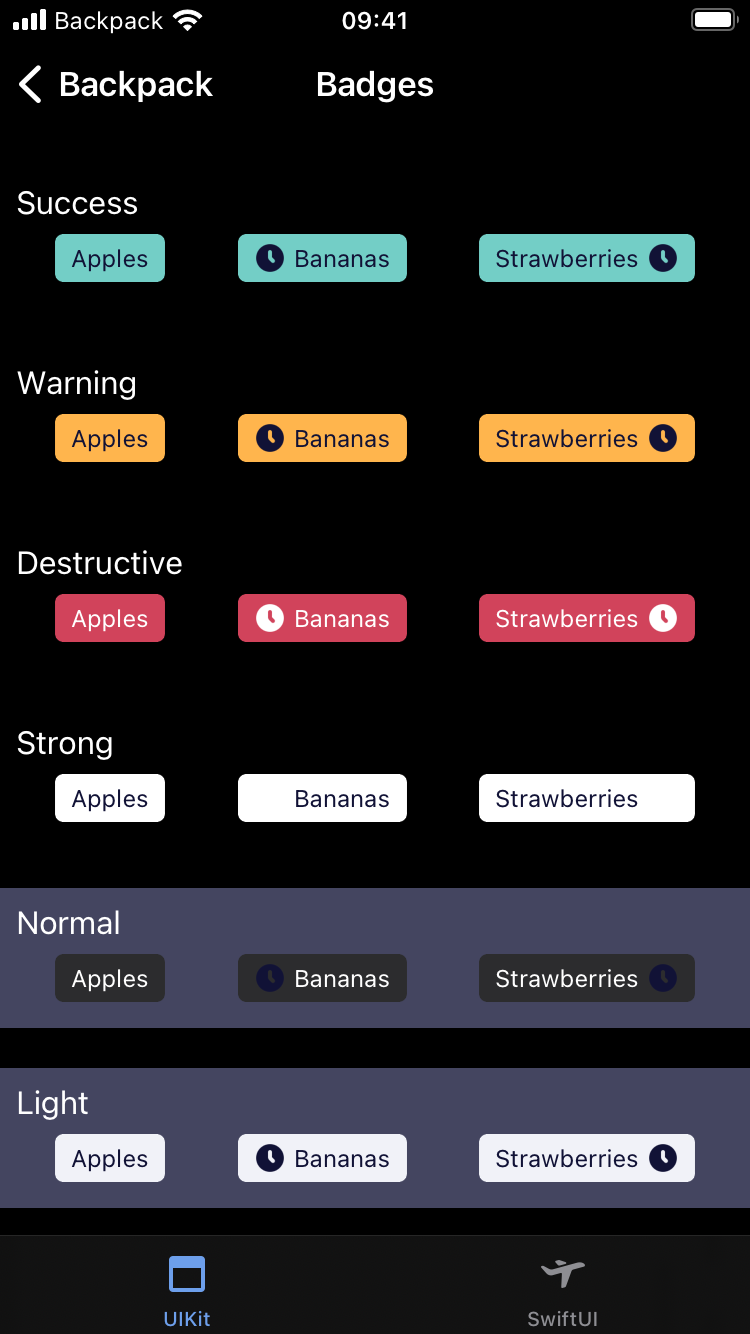 Backpack 09:41
Backpack Badges
Success
Apples Bananas Strawberries
Warning
Apples Bananas Strawberries
Destructive
Apples Bananas Strawberries
Strong
Apples Bananas Strawberries
Normal
Apples Bananas Strawberries
Light
Apples Bananas Strawberries
UIKit SwiftUI